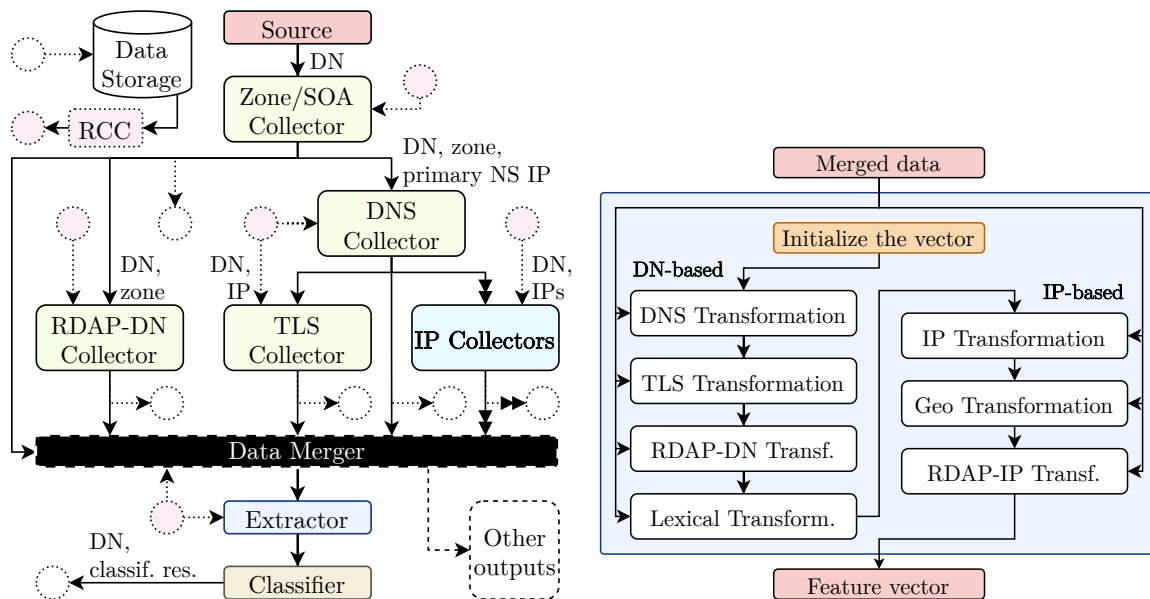 Source
Data
Storage
DN
Zone/SOA
Collector
RCC
DN, zone,
primary NS IP
DNS
Collector
DN,
zone
DN,
IP
DN,
IPs
RDAP-DN
Collector
TLS
Collector
IP Collectors
Data Merger
Extractor
Other
outputs
DN,
classif. res.
Classifier
Merged data
Initialize the vector
DN-based
IP-based
DNS Transformation
TLS Transformation
RDAP-DN Transf.
Lexical Transform.
IP Transformation
Geo Transformation
RDAP-IP Transf.
Feature vector